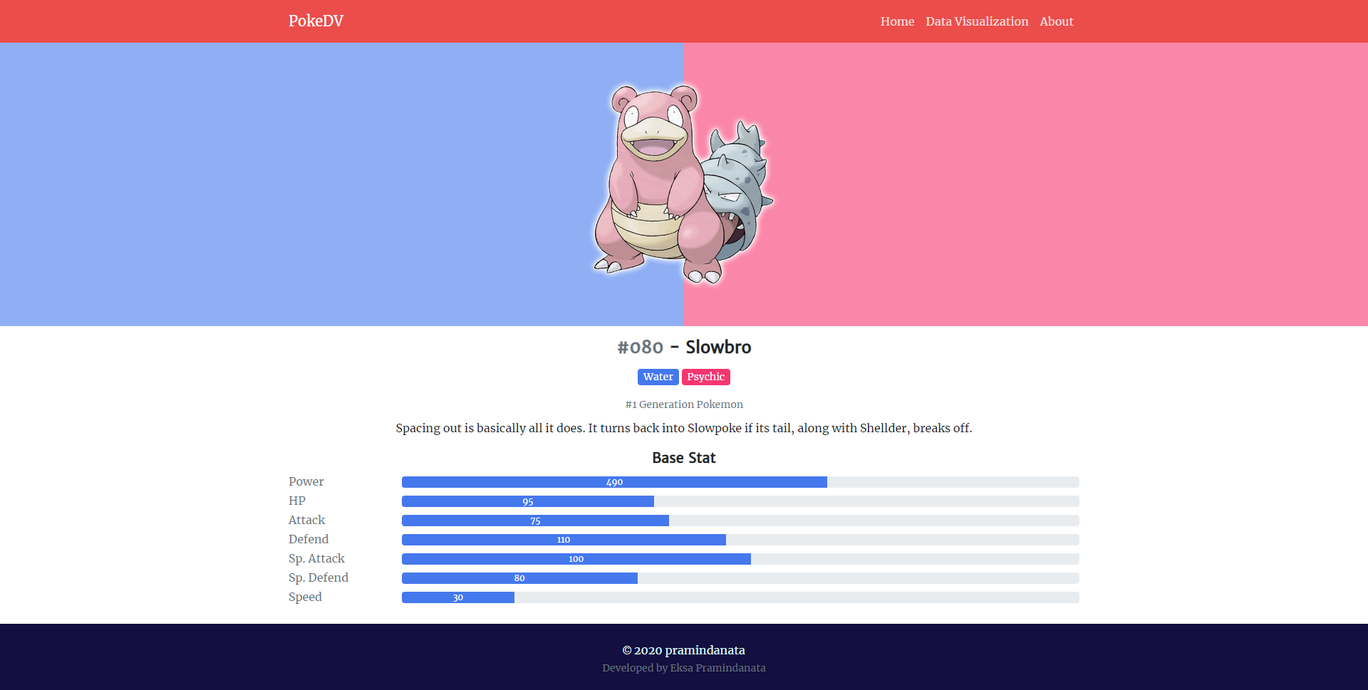 PokeDV Home Data Visualization About
#080 - Slowbro
Water Psychic
#1 Generation Pokemon
Spacing out is basically all it does. It turns back into Slowpoke if its tail, along with Shellder, breaks off.
Base Stat
Power 490
HP 95
Attack 75
Defend 110
Sp. Attack 100
Sp. Defend 80
Speed 30
© 2020 pramindanata
Developed by Eksa Pramindanata